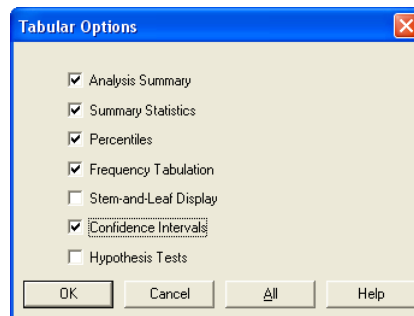 Tabular Options
Analysis Summary
Summary Statistics
Percentiles
Frequency Tabulation
Stem-and-Leaf Display
Confidence Intervals
Hypothesis Tests
OK Cancel All Help